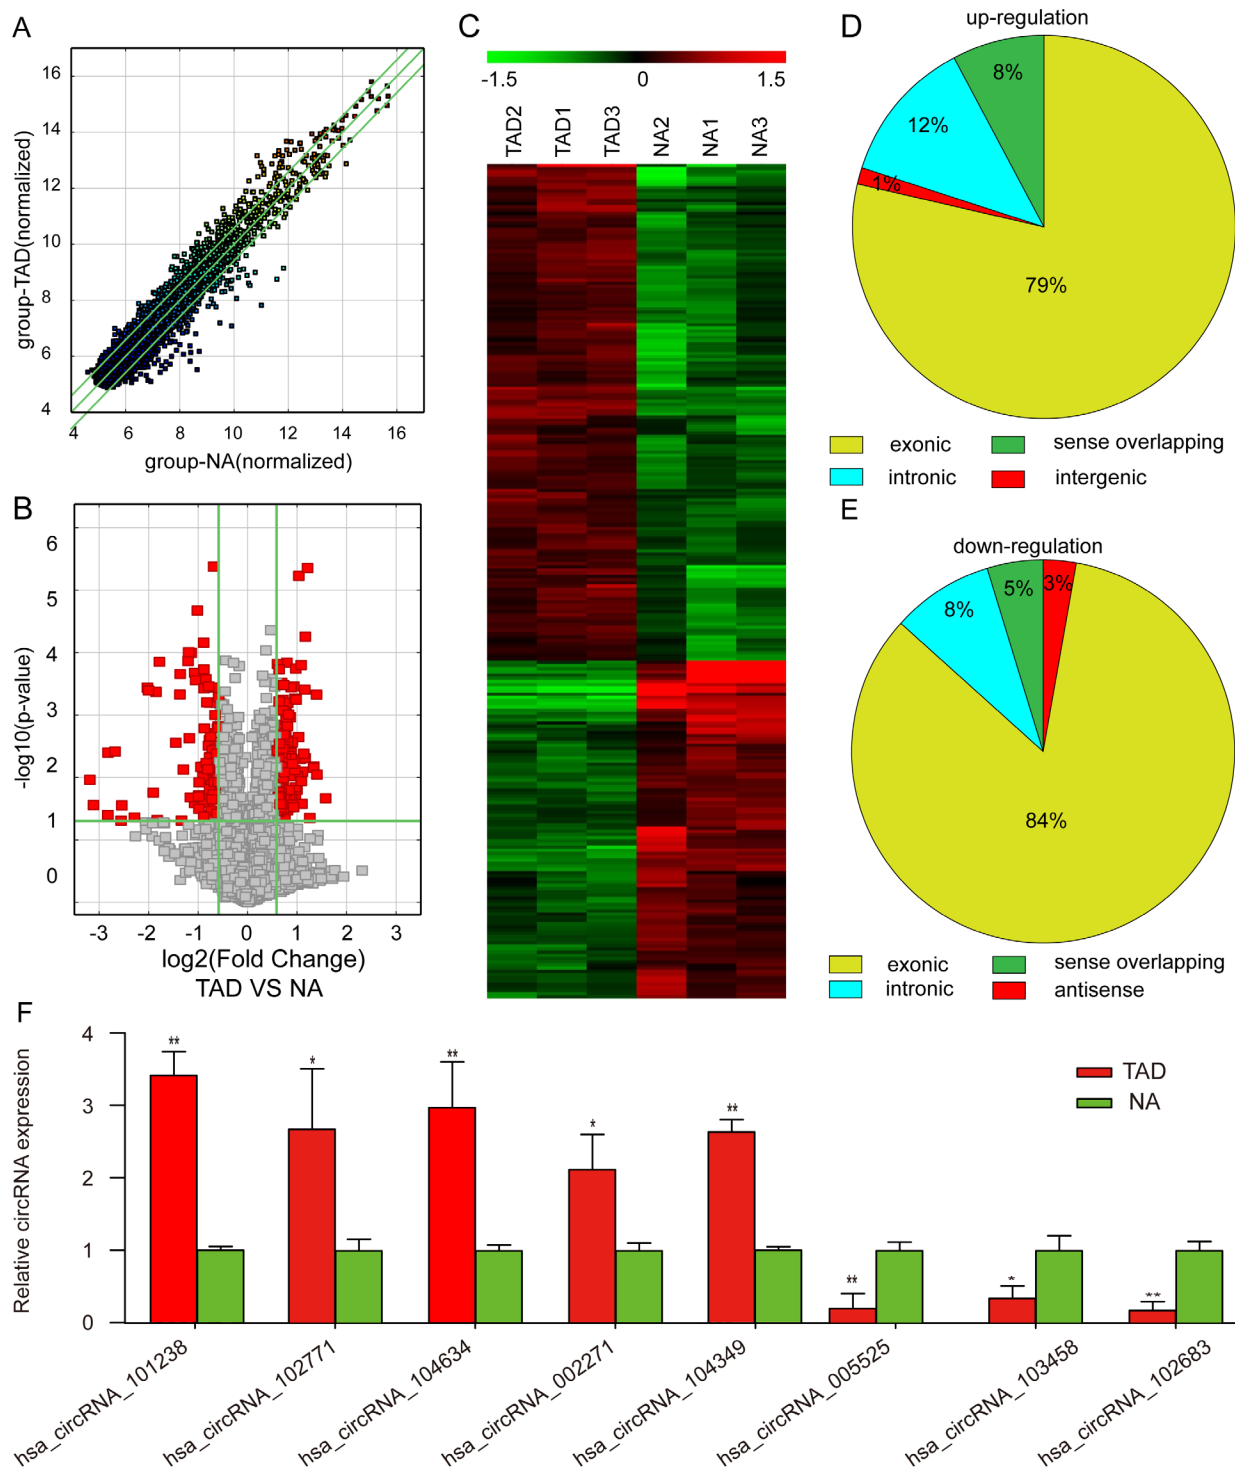 A
16
14
12
10
8
6
4
4
6
8
10
12
14
16
group-TAD(normalized)
group-NA(normalized)
B
6
5
4
3
2
1
0
-3
-2
-1
0
1
2
3
-log10(p-value)
log2(Fold Change)
TAD VS NA
C
-1.5
0
1.5
TAD2
TAD1
TAD3
NA2
NA1
NA3
D
up-regulation
8%
12%
1%
79%
exonic
sense overlapping
intronic
intergenic
E
down-regulation
3%
5%
8%
84%
exonic
sense overlapping
intronic
antisense
F
Relative circRNA expression
4
3
2
1
0
**
*
**
*
**
**
*
**
TAD
NA
hsa_circRNA_101238
hsa_circRNA_102771
hsa_circRNA_104634
hsa_circRNA_002271
hsa_circRNA_104349
hsa_circRNA_005525
hsa_circRNA_103458
hsa_circRNA_102683